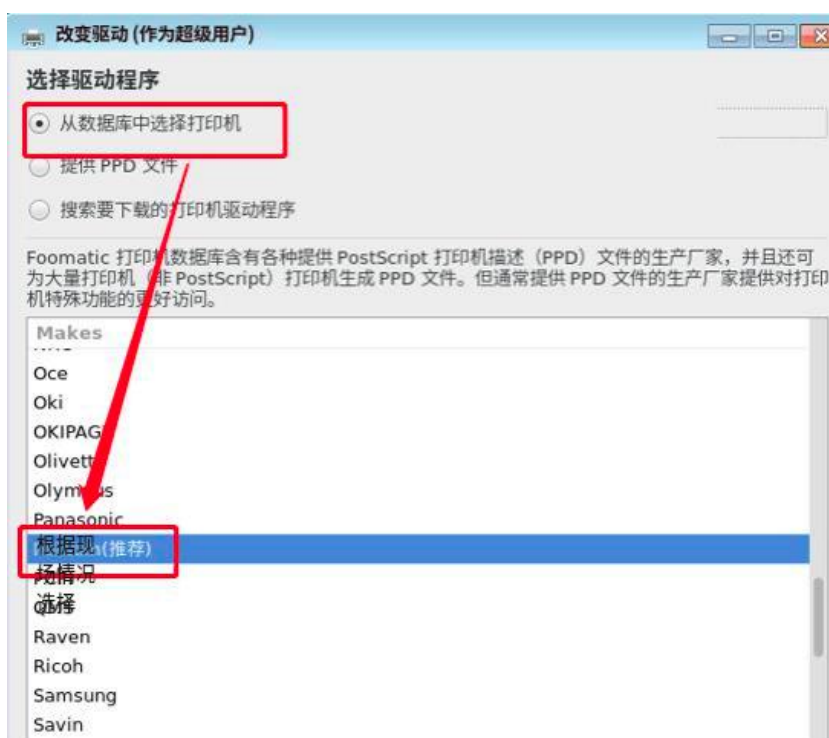 改变驱动 (作为超级用户)
选择驱动程序
从数据库中选择打印机
提供 PPD 文件
搜索要下载的打印机驱动程序
Foomatic 打印机数据库含有各种提供 PostScript 打印机描述（PPD）文件的生产厂家，并且还可
为大量打印机（非 PostScript）打印机生成 PPD 文件。但通常提供 PPD 文件的生产厂家提供对打印
机特殊功能的更好访问。
Makes
Oce
Oki
OKIPAGE
Olivetti
Olympus
Panasonic
根据现
(推荐)
场情况
选择
QMS
Raven
Ricoh
Samsung
Savin